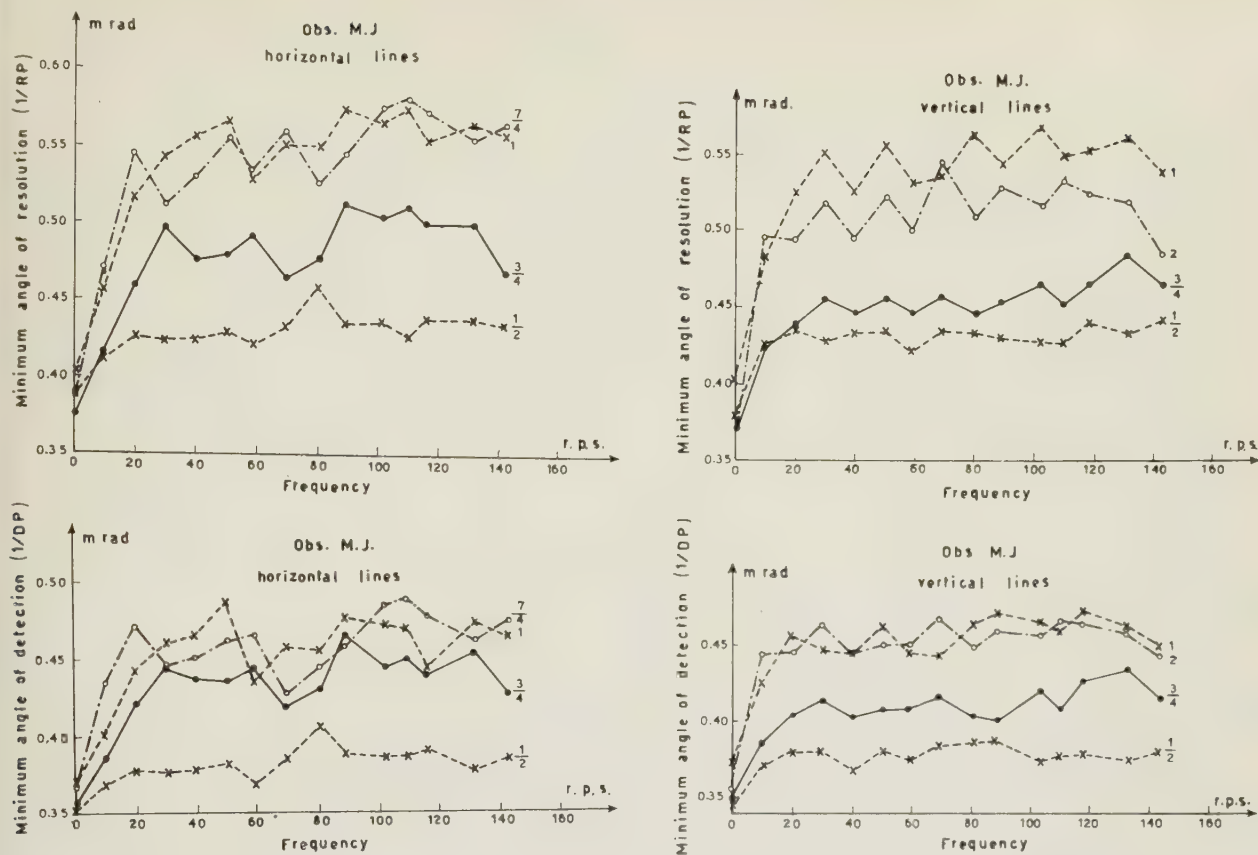 m rad
Obs. M.J
horizontal lines
Minimum angle of resolution (1/RP)
0.60
0.55
0.50
0.45
0.40
0.35
7/4
1
3/4
1/2
0 20 40 60 80 100 120 140 160
r.p.s.
Frequency
m rad.
Obs. M.J.
vertical lines
Minimum angle of resolution (1/RP)
0.55
0.50
0.45
0.40
0.35
1
2
3/4
1/2
0 20 40 60 80 100 120 140 160
r.p.s.
Frequency
m rad
Obs. M.J.
horizontal lines
Minimum angle of detection (1/DP)
0.50
0.45
0.40
0.35
7/4
1
3/4
1/2
0 20 40 60 80 100 120 140 160
r.p.s.
Frequency
m rad
Obs M.J
vertical lines
Minimum angle of detection (1/DP)
0.45
0.40
0.35
1
2
3/4
1/2
0 20 40 60 80 100 120 140 160
r.p.s.
Frequency